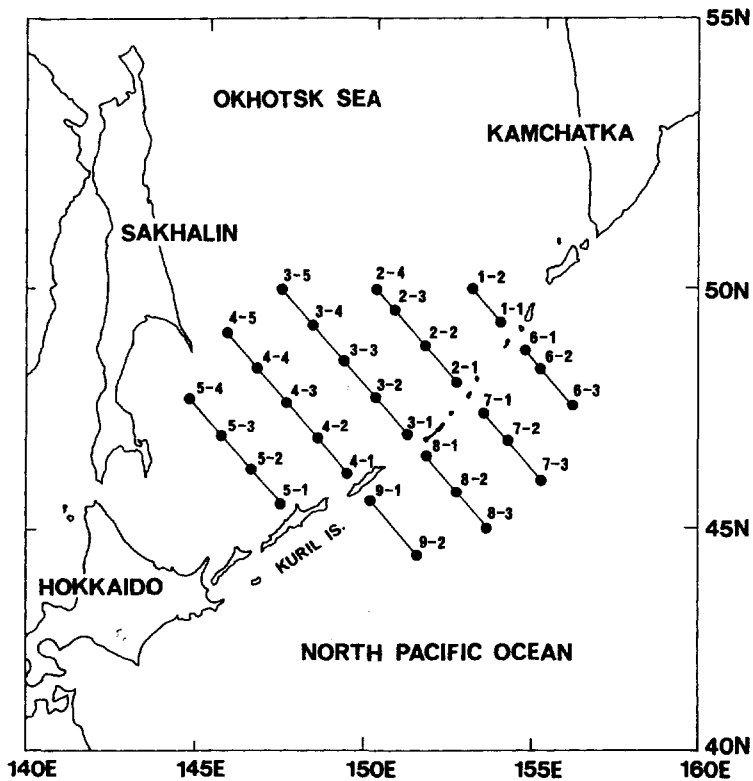 55N
OKHOTSK SEA
KAMCHATKA
SAKHALIN
3-5
2-4
1-2
50N
2-3
1-1
4-5
3-4
2-2
6-1
6-2
4-4
3-3
2-1
5-4
4-3
3-2
7-1
6-3
5-3
4-2
3-1
7-2
8-1
5-2
4-1
7-3
8-2
5-1
9-1
8-3
45N
KURIL IS.
9-2
HOKKAIDO
NORTH PACIFIC OCEAN
40N
140E 145E 150E 155E 160E